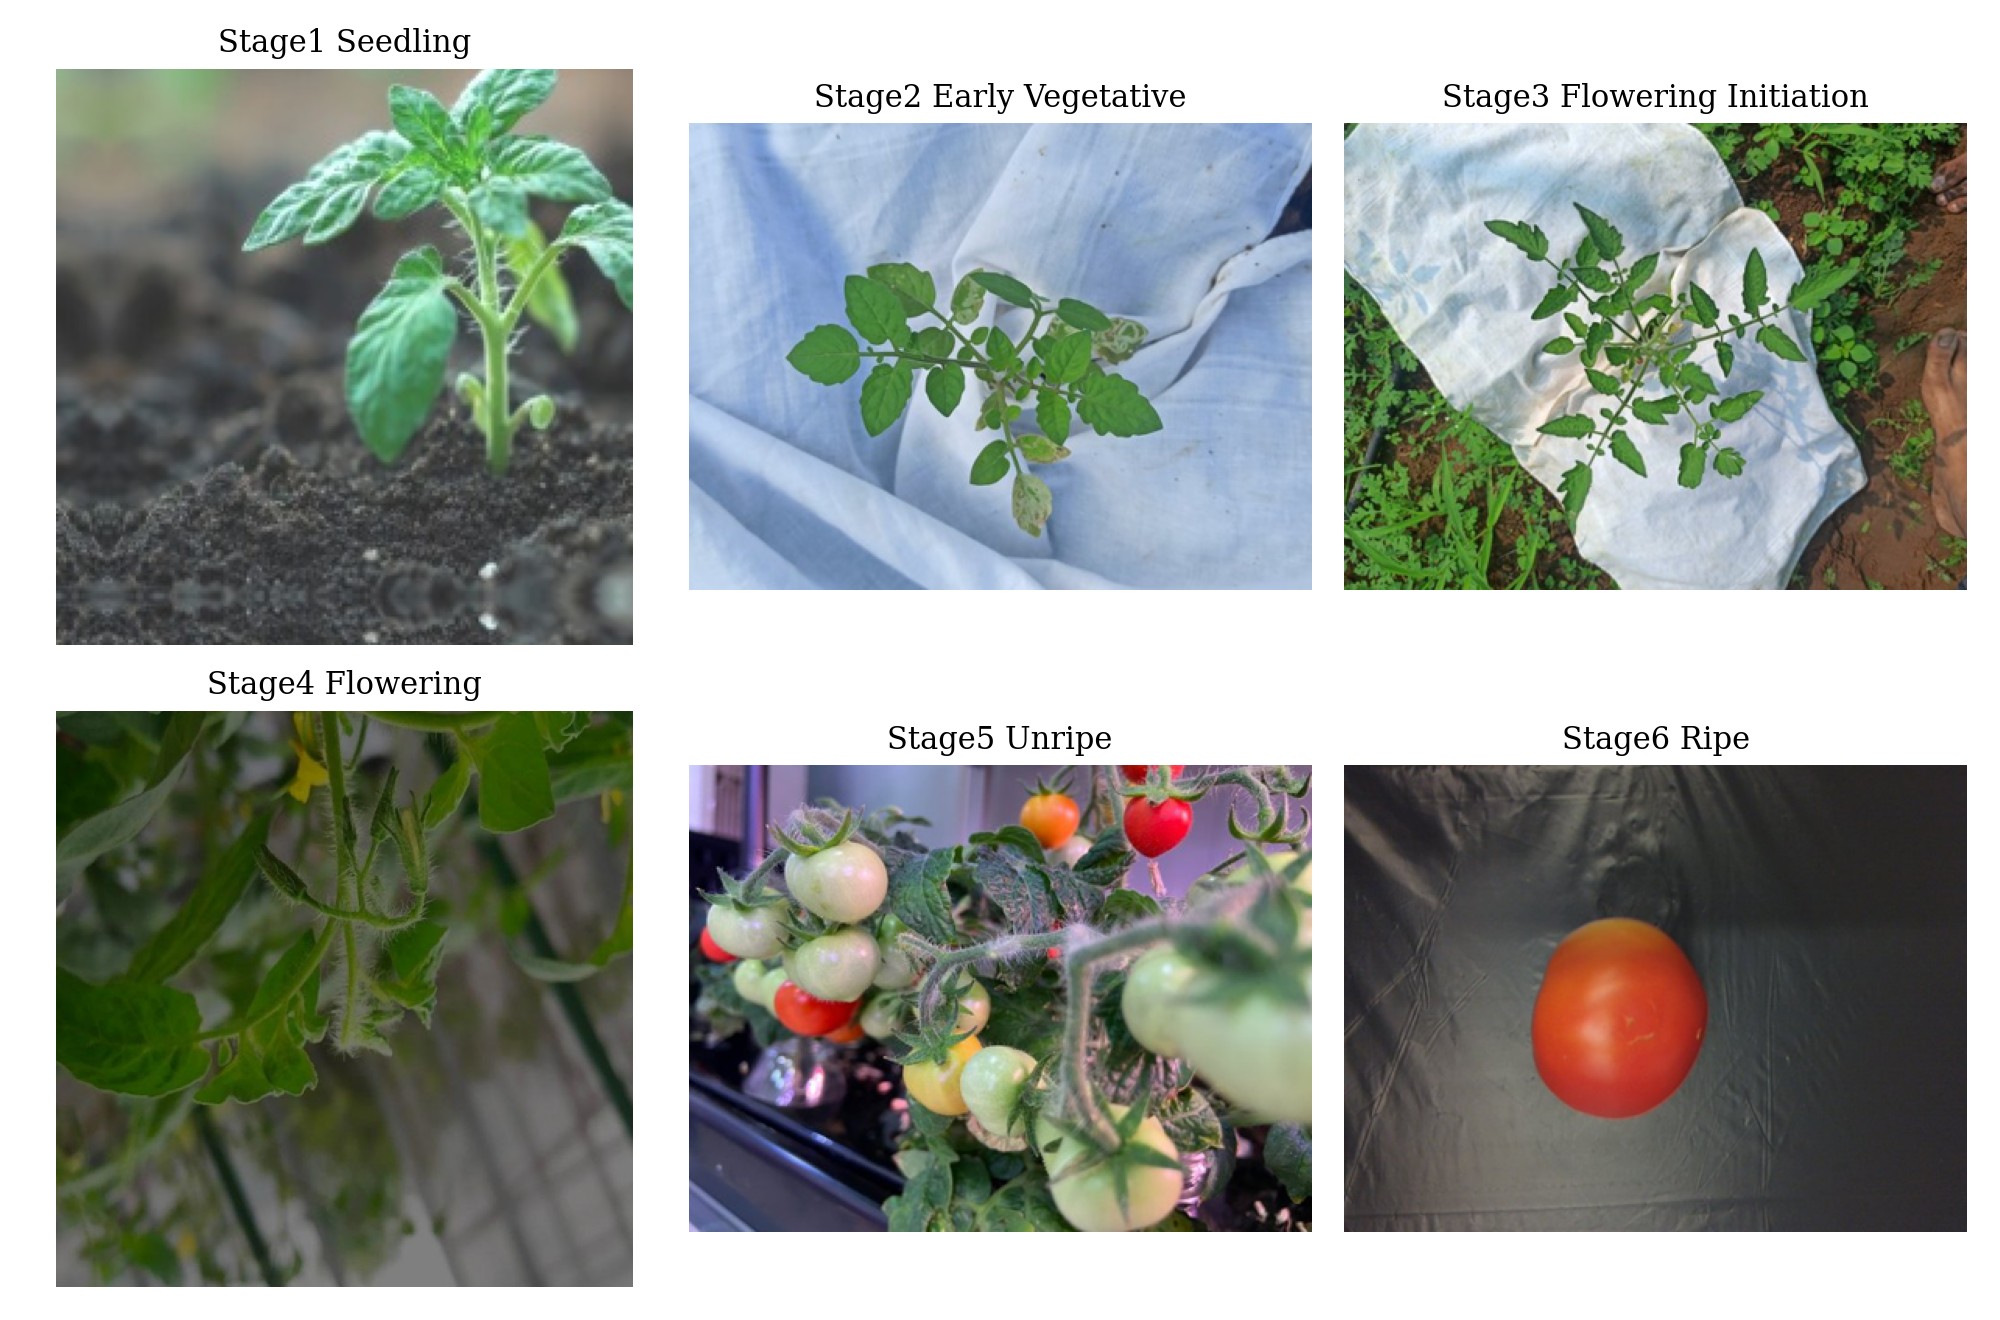 Stage1 Seedling
Stage2 Early Vegetative
Stage3 Flowering Initiation
Stage4 Flowering
Stage5 Unripe
Stage6 Ripe